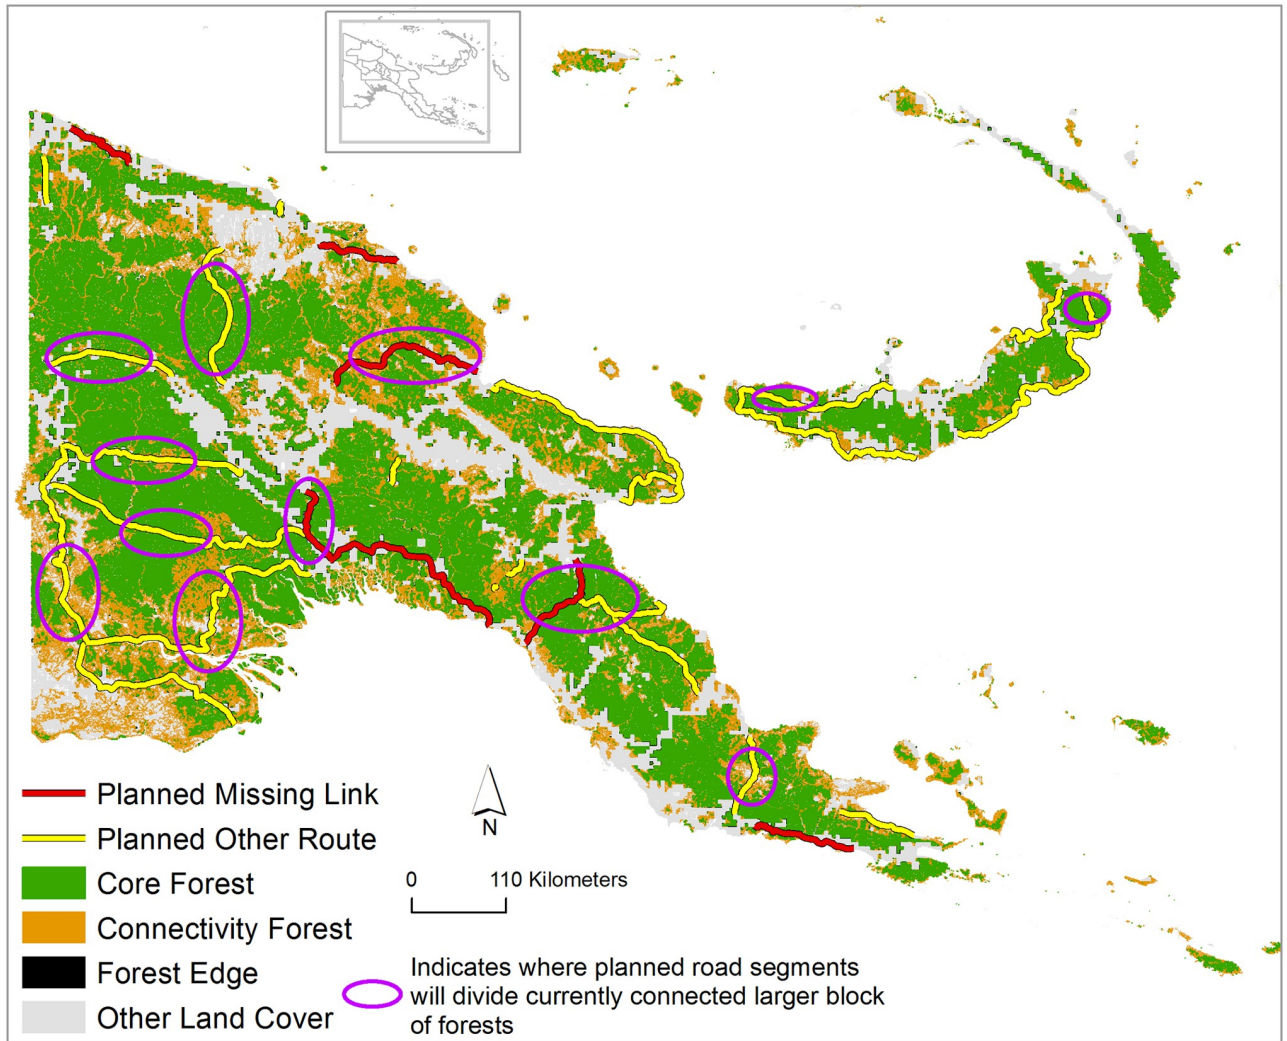 Planned Missing Link
Planned Other Route
Core Forest
Connectivity Forest
Forest Edge
Other Land Cover
N
0 110 Kilometers
Indicates where planned road segments
will divide currently connected larger block
of forests